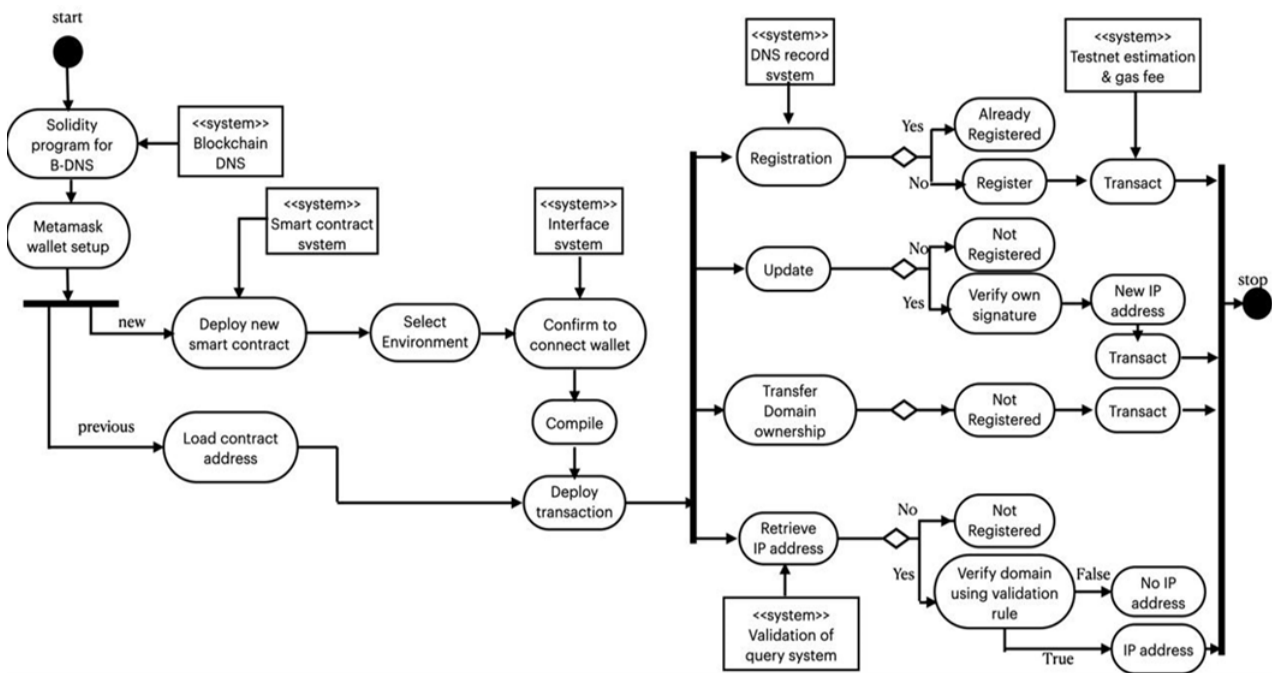 start
Solidity
program for
B-DNS
<<system>>
Blockchain
DNS
Metamask
wallet setup
<<system>>
Smart contract
system
<<system>>
Interface
system
new
Deploy new
smart contract
Select
Environment
Confirm to
connect wallet
Compile
previous
Load contract
address
Deploy
transaction
<<system>>
DNS record
system
<<system>>
Testnet estimation
& gas fee
Registration
Yes
Already
Registered
No
Register
Transact
Update
No
Not
Registered
Yes
Verify own
signature
New IP
address
Transact
stop
Transfer
Domain
ownership
Not
Registered
Transact
Retrieve
IP address
No
Not
Registered
Yes
Verify domain
using validation
rule
False
No IP
address
True
IP address
<<system>>
Validation of
query system